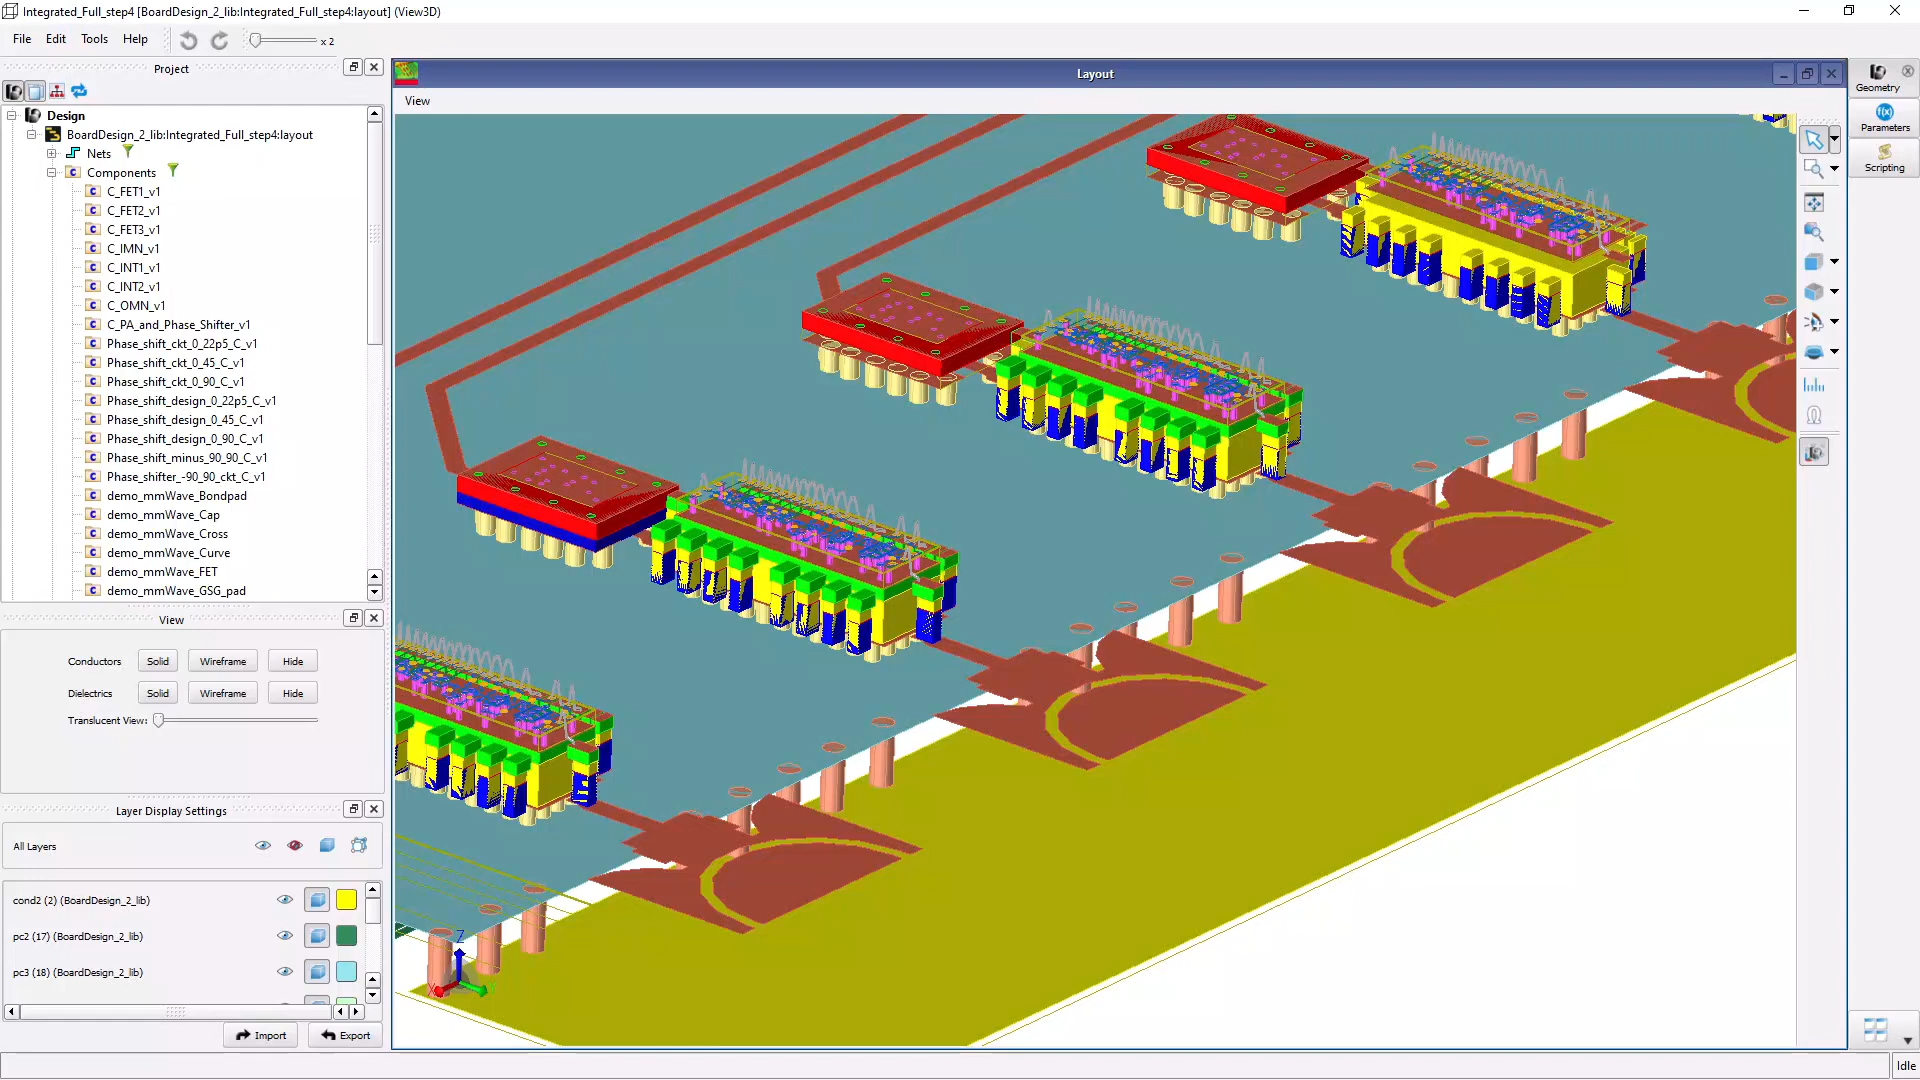 Integrated_Full_step4 [BoardDesign_2_lib:Integrated_Full_step4:layout] (View3D)
File Edit Tools Help x 2
Project
Design
BoardDesign_2_lib:Integrated_Full_step4:layout
Nets
Components
C_FET1_v1
C_FET2_v1
C_FET3_v1
C_IMN_v1
C_INT1_v1
C_INT2_v1
C_OMN_v1
C_PA_and_Phase_Shifter_v1
Phase_shift_ckt_0_22p5_C_v1
Phase_shift_ckt_0_45_C_v1
Phase_shift_ckt_0_90_C_v1
Phase_shift_design_0_22p5_C_v1
Phase_shift_design_0_45_C_v1
Phase_shift_design_0_90_C_v1
Phase_shift_minus_90_90_C_v1
Phase_shifter_-90_90_ckt_C_v1
demo_mmWave_Bondpad
demo_mmWave_Cap
demo_mmWave_Cross
demo_mmWave_Curve
demo_mmWave_FET
demo_mmWave_GSG_pad
View
Conductors Solid Wireframe Hide
Dielectrics Solid Wireframe Hide
Translucent View:
Layer Display Settings
All Layers
cond2 (2) (BoardDesign_2_lib)
pc2 (17) (BoardDesign_2_lib)
pc3 (18) (BoardDesign_2_lib)
Import Export
Layout
View
Z
X
Y
Geometry
f(x)
Parameters
Scripting
Idle